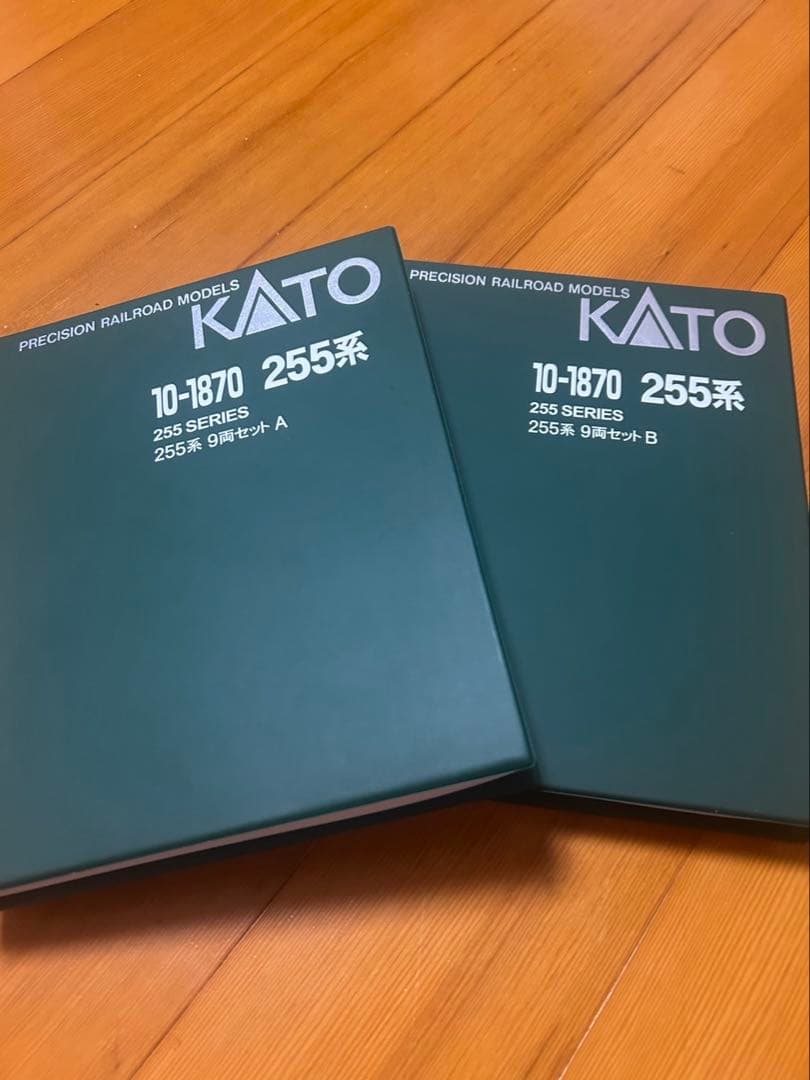 PRECISION RAILROAD MODELS
KATO
10-1870 255系
255 SERIES
255系 9両セット A
PRECISION RAILROAD MODELS
KATO
10-1870 255系
255 SERIES
255系 9両セット B